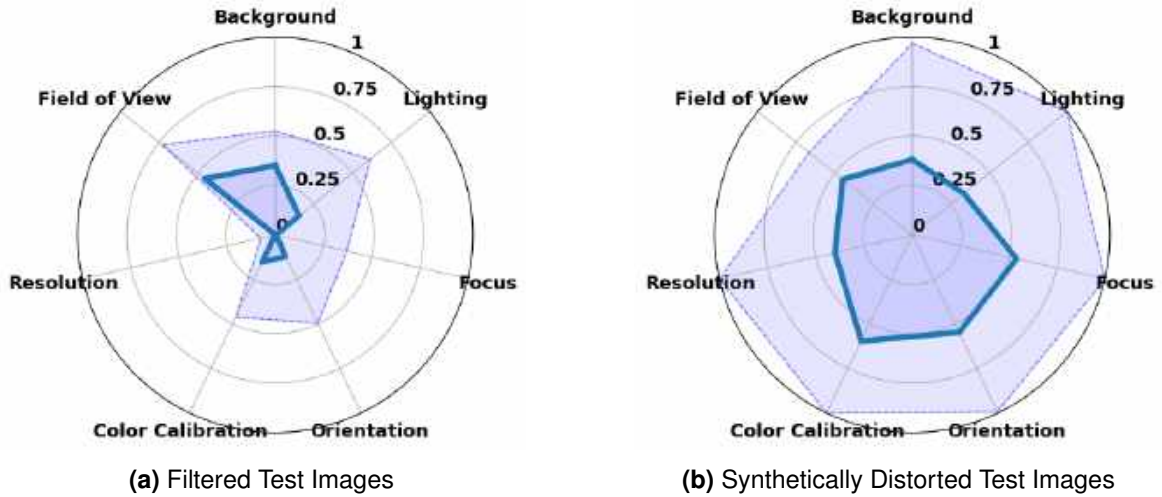 Background
1
0.75
0.5
0.25
0
Lighting
Field of View
Resolution
Focus
Color Calibration
Orientation
(a) Filtered Test Images
Background
1
0.75
0.5
0.25
0
Lighting
Field of View
Resolution
Focus
Color Calibration
Orientation
(b) Synthetically Distorted Test Images